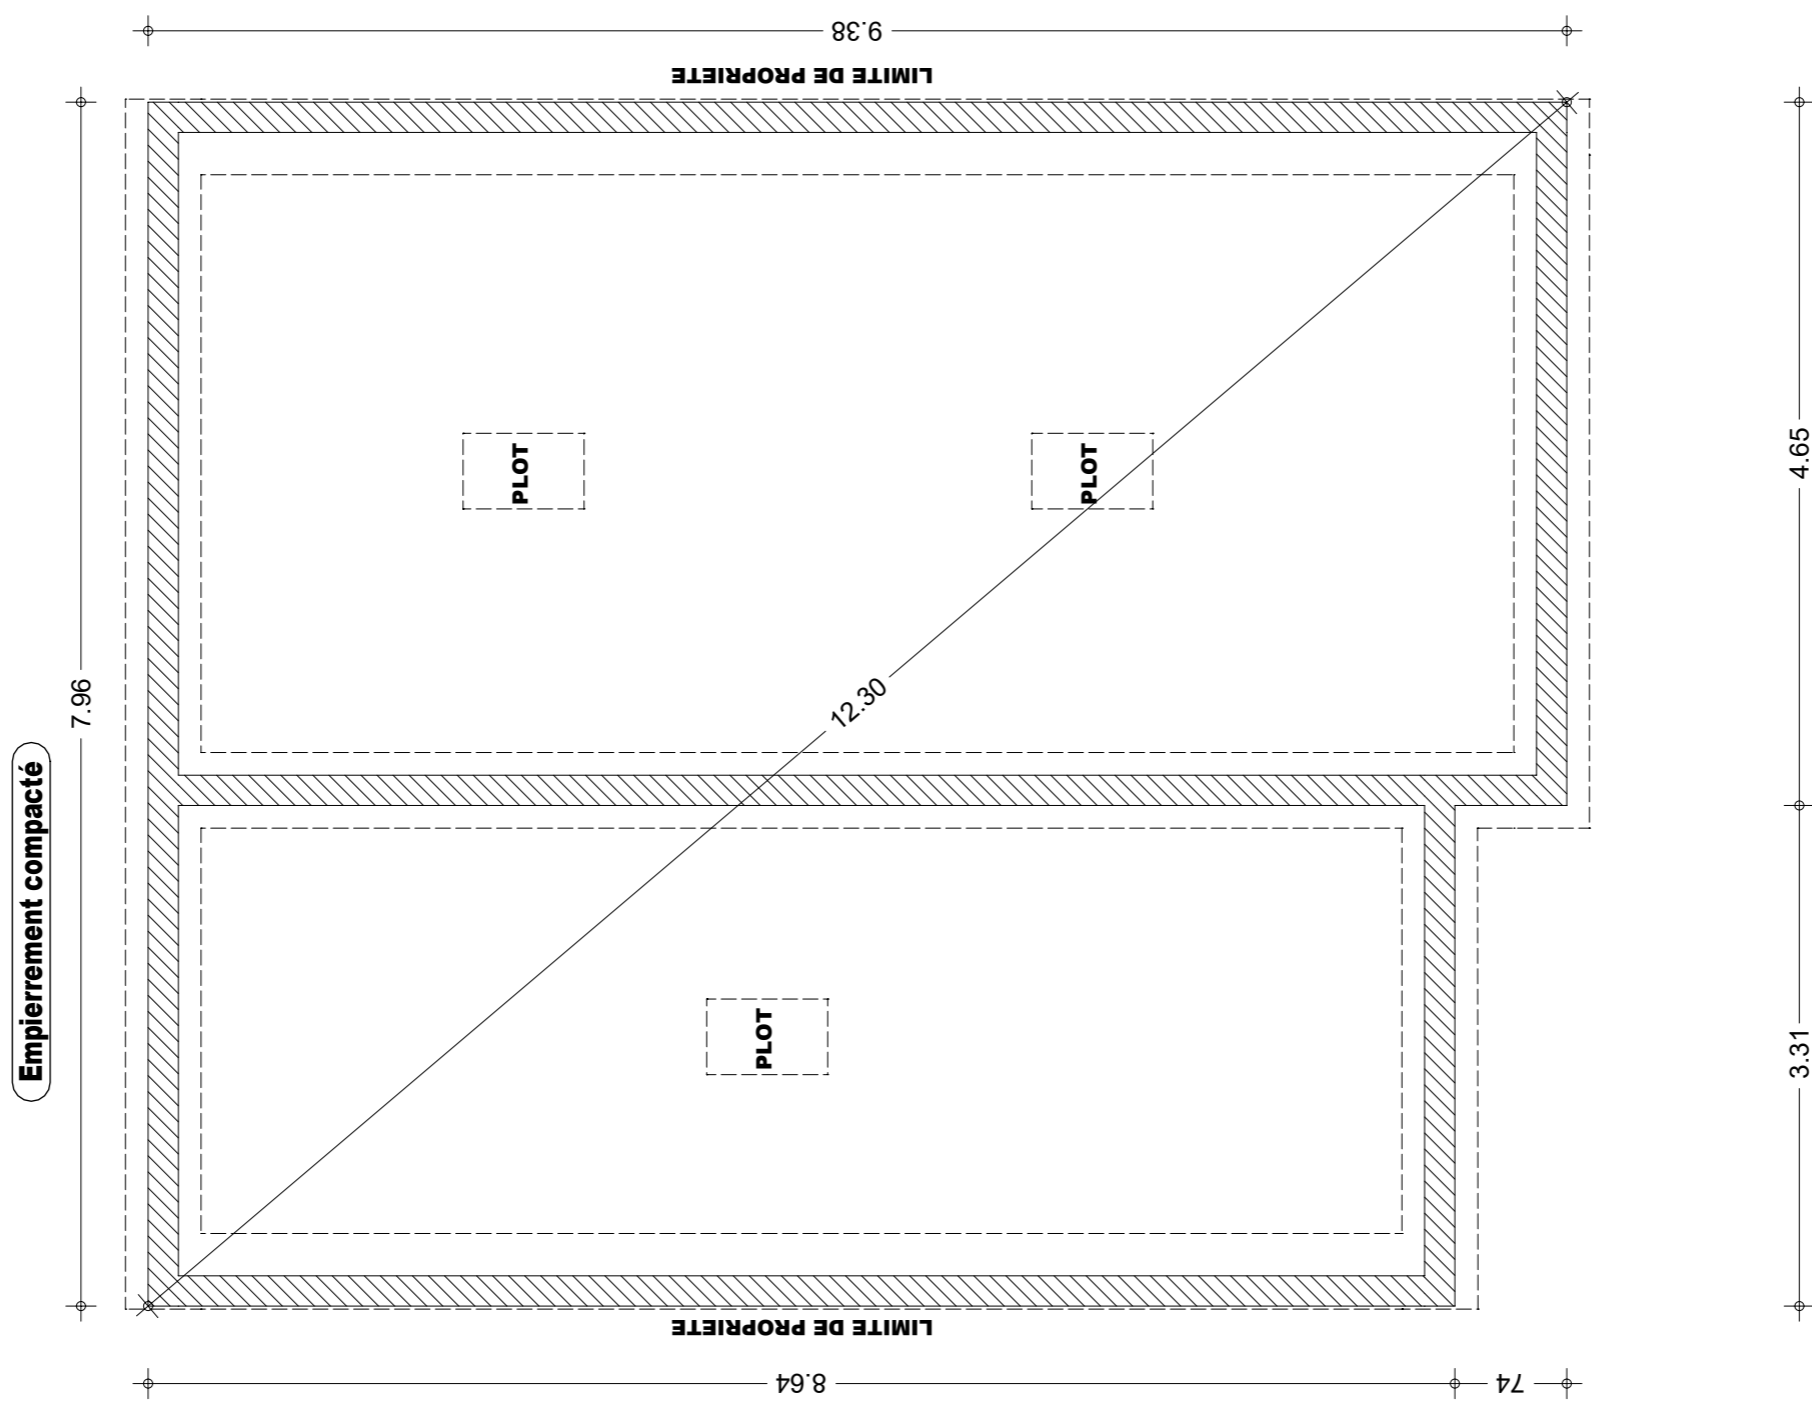 9.38
LIMITE DE PROPRIETE
7.96
Empierrement compacté
PLOT
PLOT
4.65
12.30
PLOT
3.31
LIMITE DE PROPRIETE
8.64
74